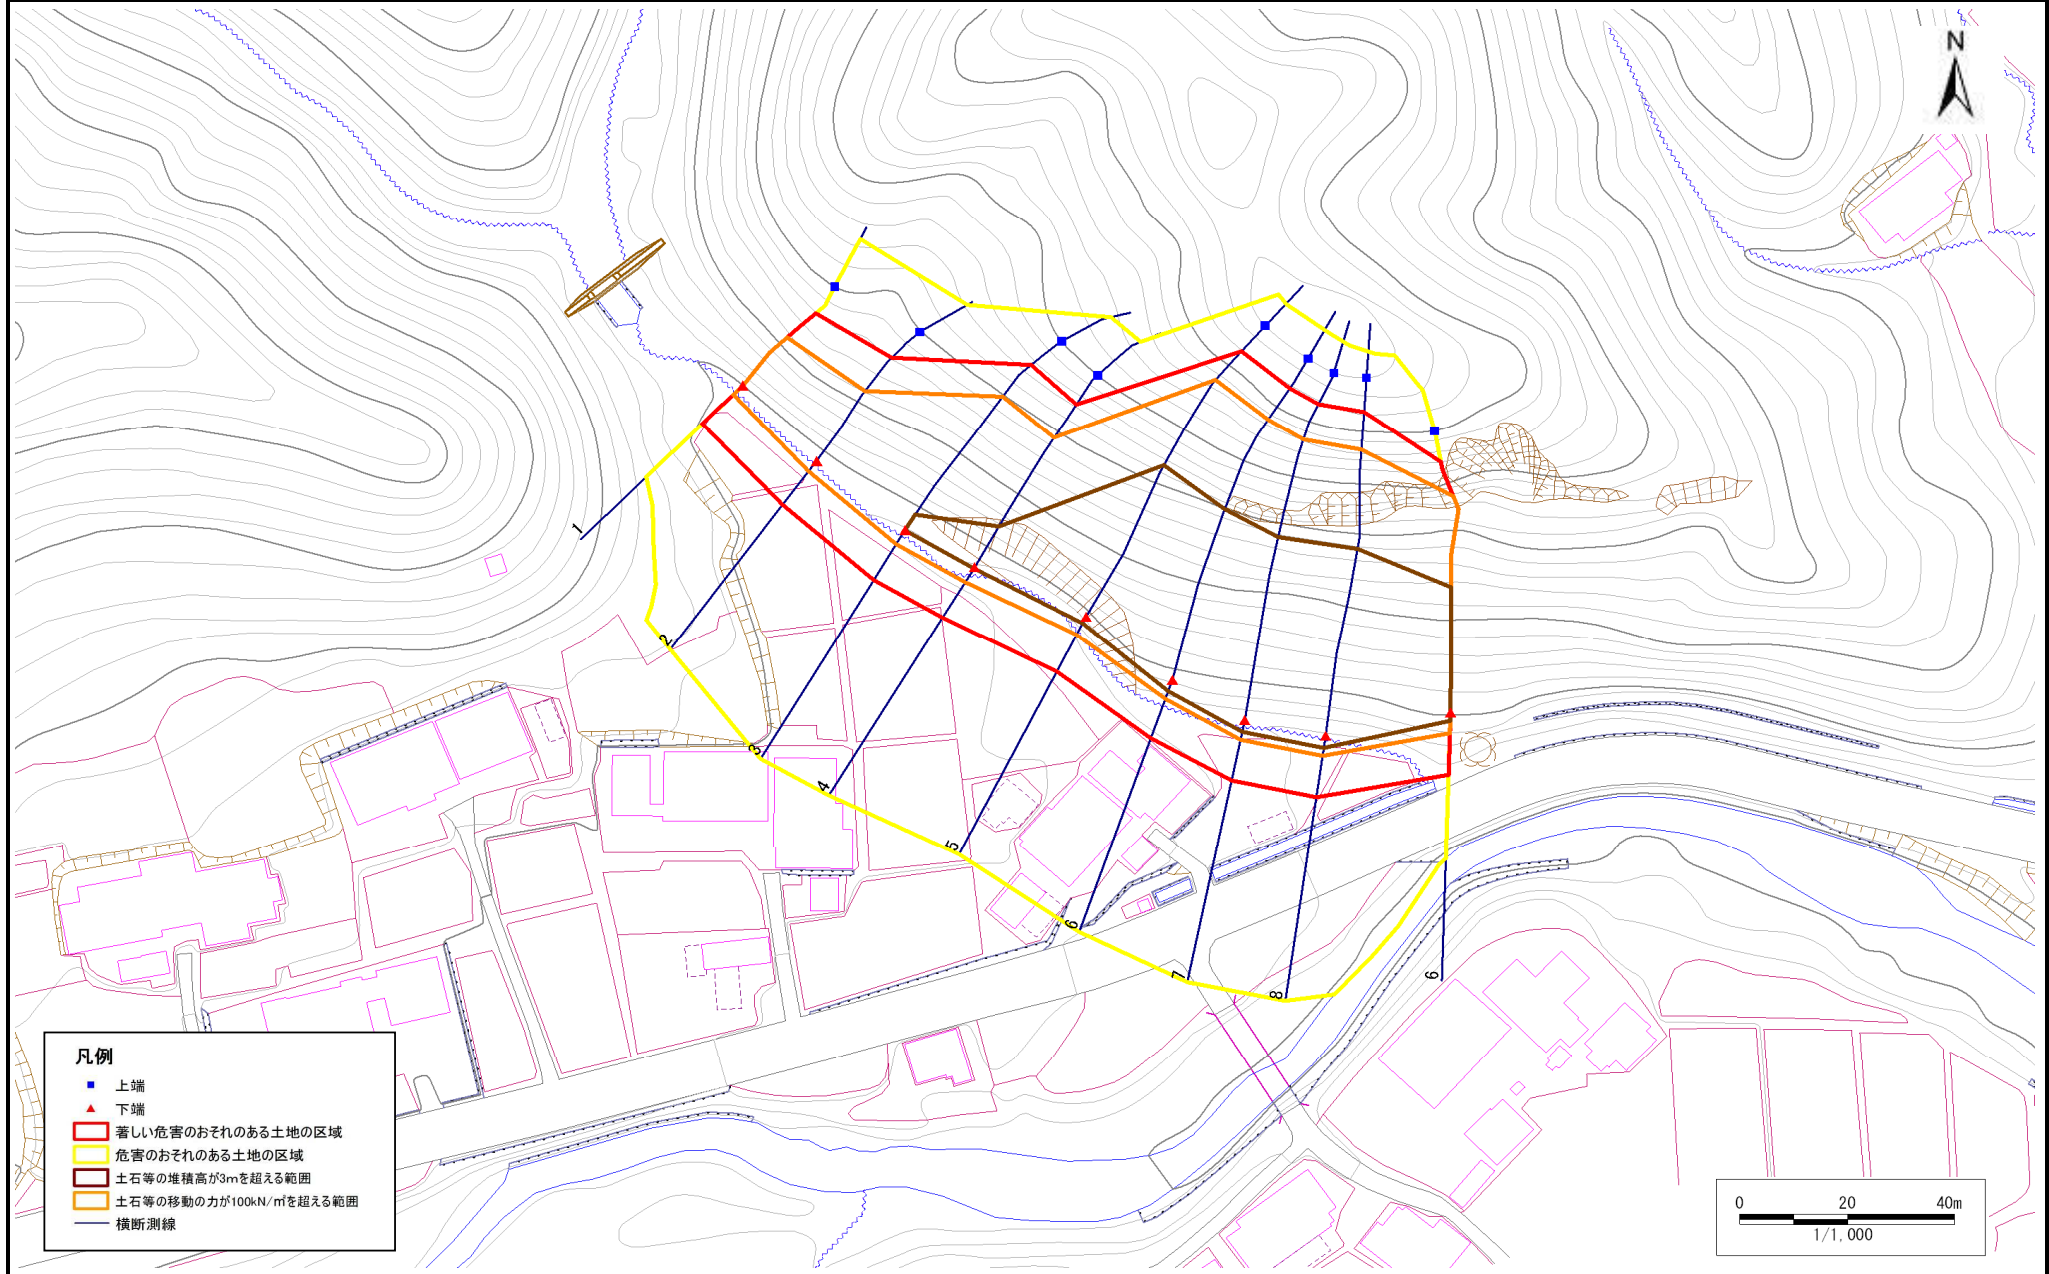 N
1
2
3
4
5
6
7
8
9
凡例
上端
下端
著しい危害のおそれのある土地の区域
危害のおそれのある土地の区域
土石等の堆積高が3mを超える範囲
土石等の移動の力が100kN/㎡を超える範囲
横断測線
0 20 40m
1/1,000